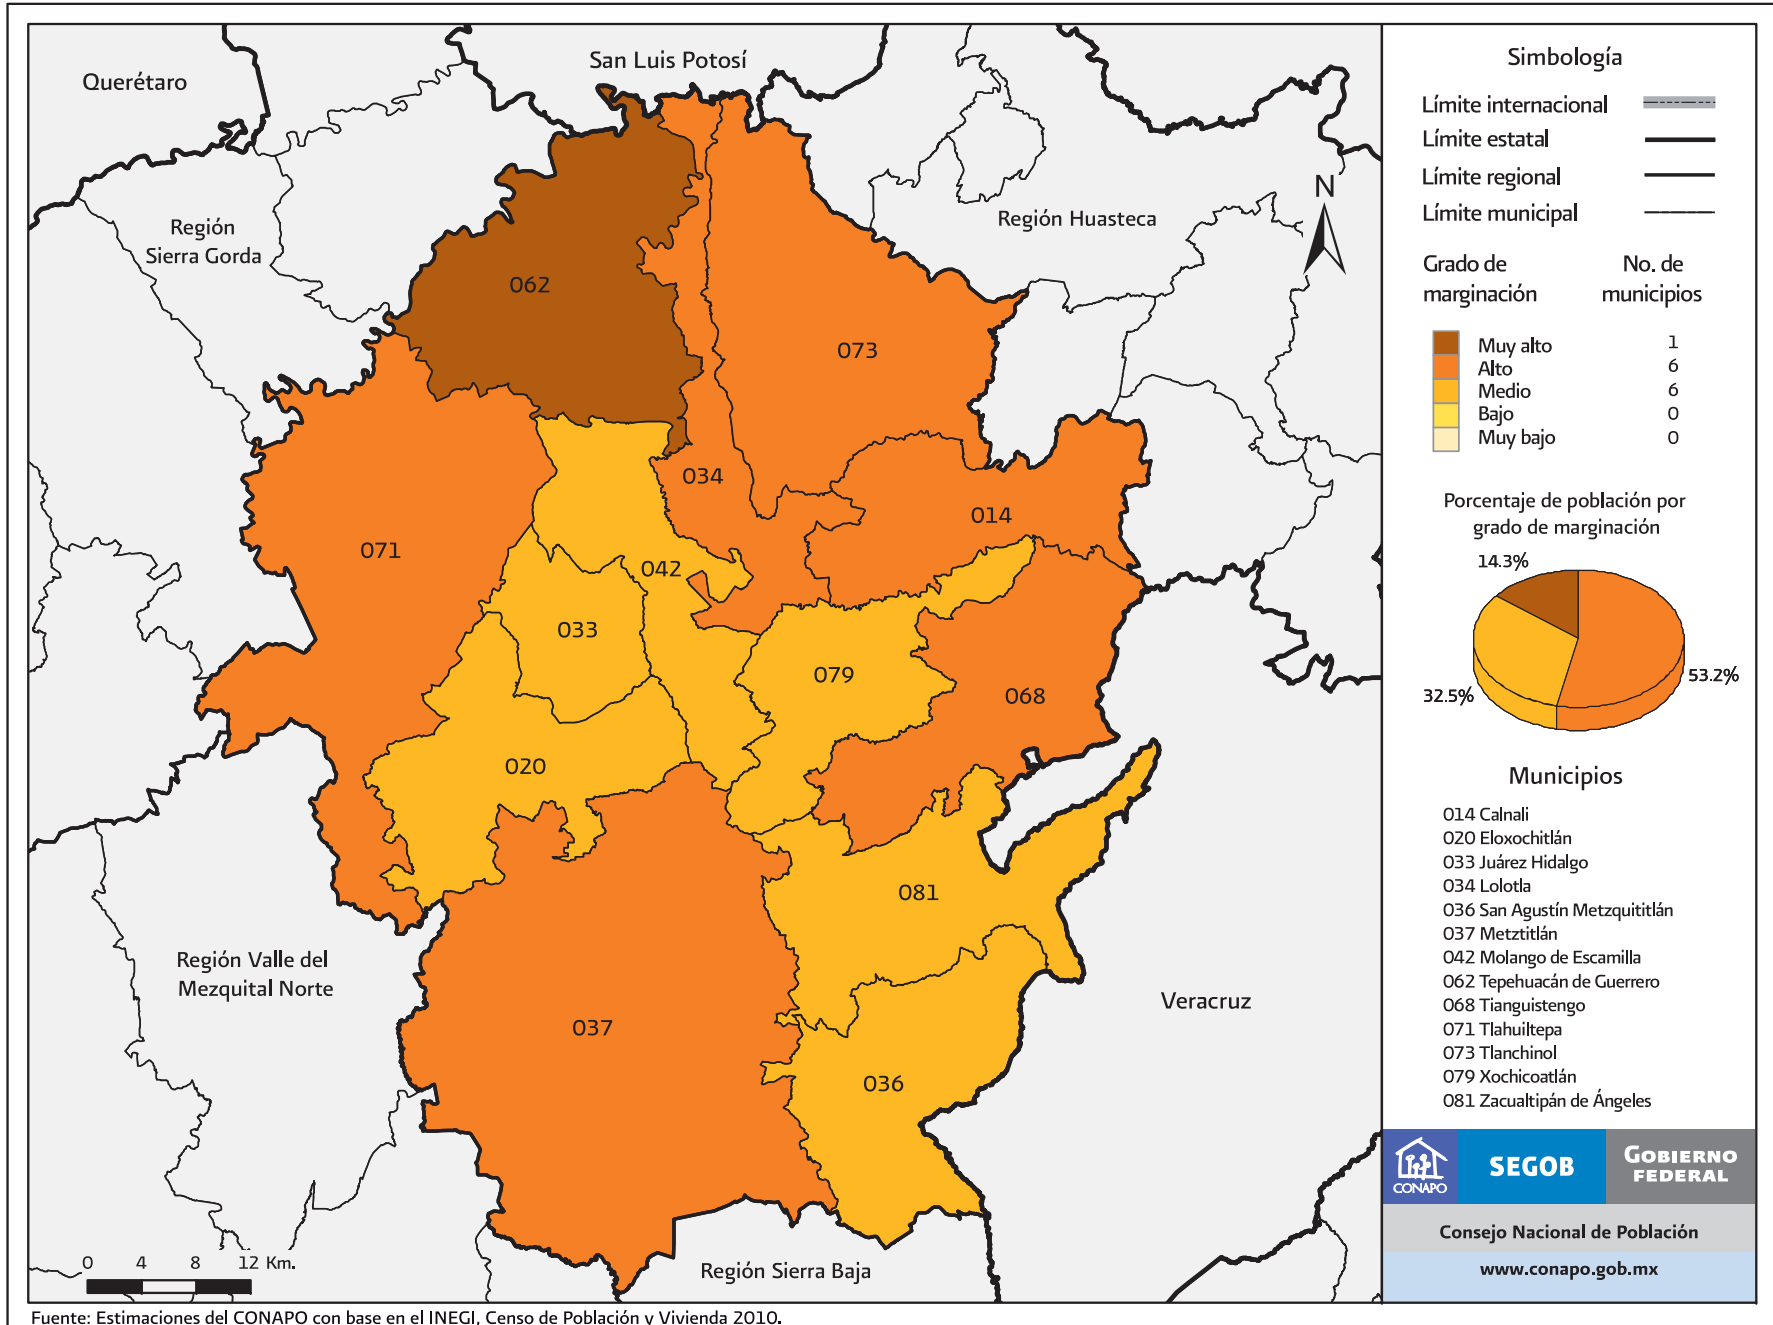 Querétaro
San Luis Potosí
Región
Sierra Gorda
Región Huasteca
N
062
073
034
014
071
042
033
079
068
020
081
037
036
Región Valle del
Mezquital Norte
Veracruz
Región Sierra Baja
0 4 8 12 Km.
Fuente: Estimaciones del CONAPO con base en el INEGI, Censo de Población y Vivienda 2010.
Simbología
Límite internacional
Límite estatal
Límite regional
Límite municipal
Grado de marginación
No. de municipios
Muy alto 1
Alto 6
Medio 6
Bajo 0
Muy bajo 0
Porcentaje de población por
grado de marginación
14.3%
53.2%
32.5%
Municipios
014 Calnali
020 Eloxochitlán
033 Juárez Hidalgo
034 Lolotla
036 San Agustín Metzquititlán
037 Metztitlán
042 Molango de Escamilla
062 Tepehuacán de Guerrero
068 Tianguistengo
071 Tlahuiltepa
073 Tlanchinol
079 Xochicoatlán
081 Zacualtipán de Ángeles
CONAPO
SEGOB
GOBIERNO
FEDERAL
Consejo Nacional de Población
www.conapo.gob.mx